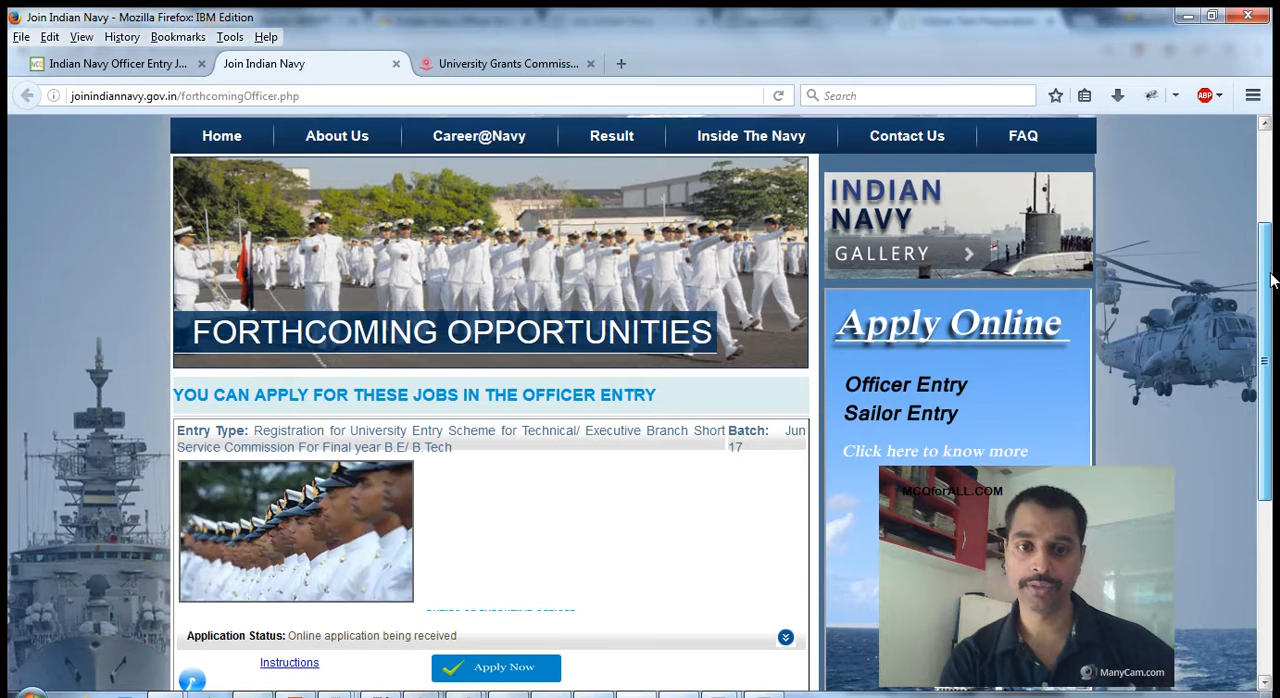 Join Indian Navy - Mozilla Firefox: IBM Edition
File Edit View History Bookmarks Tools Help
Indian Navy Officer Entry J... Join Indian Navy University Grants Commiss...
joinindiannavy.gov.in/forthcomingOfficer.php Search ABP
Home About Us Career@Navy Result Inside The Navy Contact Us FAQ
INDIAN
NAVY
GALLERY
FORTHCOMING OPPORTUNITIES
Apply Online
Officer Entry
Sailor Entry
Click here to know more
YOU CAN APPLY FOR THESE JOBS IN THE OFFICER ENTRY
Entry Type: Registration for University Entry Scheme for Technical/ Executive Branch Short Batch: Jun
Service Commission For Final year B.E/ B.Tech 17
MCQforALL.COM
Application Status: Online application being received
Instructions Apply Now
ManyCam.com